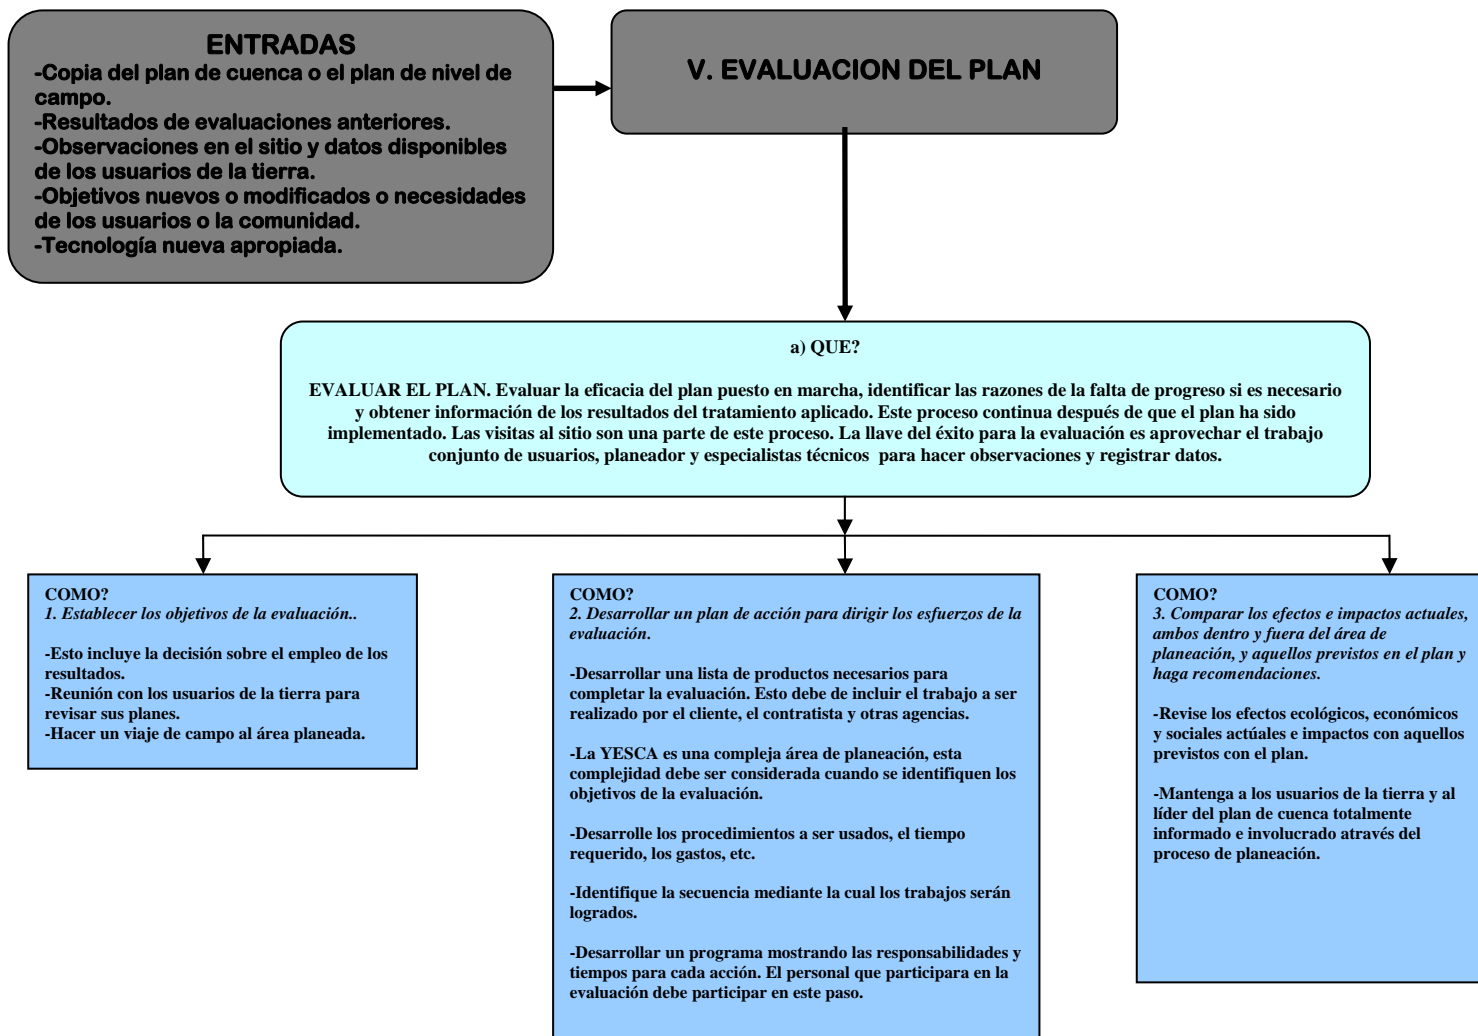 ENTRADAS
-Copia del plan de cuenca o el plan de nivel de
campo.
-Resultados de evaluaciones anteriores.
-Observaciones en el sitio y datos disponibles
de los usuarios de la tierra.
-Objetivos nuevos o modificados o necesidades
de los usuarios o la comunidad.
-Tecnología nueva apropiada.
V. EVALUACION DEL PLAN
a) QUE?
EVALUAR EL PLAN. Evaluar la eficacia del plan puesto en marcha, identificar las razones de la falta de progreso si es necesario
y obtener información de los resultados del tratamiento aplicado. Este proceso continua después de que el plan ha sido
implementado. Las visitas al sitio son una parte de este proceso. La llave del éxito para la evaluación es aprovechar el trabajo
conjunto de usuarios, planeador y especialistas técnicos para hacer observaciones y registrar datos.
COMO?
1. Establecer los objetivos de la evaluación..
-Esto incluye la decisión sobre el empleo de los
resultados.
-Reunión con los usuarios de la tierra para
revisar sus planes.
-Hacer un viaje de campo al área planeada.
COMO?
2. Desarrollar un plan de acción para dirigir los esfuerzos de la
evaluación.
-Desarrollar una lista de productos necesarios para
completar la evaluación. Esto debe de incluir el trabajo a ser
realizado por el cliente, el contratista y otras agencias.
-La YESCA es una compleja área de planeación, esta
complejidad debe ser considerada cuando se identifiquen los
objetivos de la evaluación.
-Desarrolle los procedimientos a ser usados, el tiempo
requerido, los gastos, etc.
-Identifique la secuencia mediante la cual los trabajos serán
logrados.
-Desarrollar un programa mostrando las responsabilidades y
tiempos para cada acción. El personal que participara en la
evaluación debe participar en este paso.
COMO?
3. Comparar los efectos e impactos actuales,
ambos dentro y fuera del área de
planeación, y aquellos previstos en el plan y
haga recomendaciones.
-Revise los efectos ecológicos, económicos
y sociales actúales e impactos con aquellos
previstos con el plan.
-Mantenga a los usuarios de la tierra y al
líder del plan de cuenca totalmente
informado e involucrado através del
proceso de planeación.